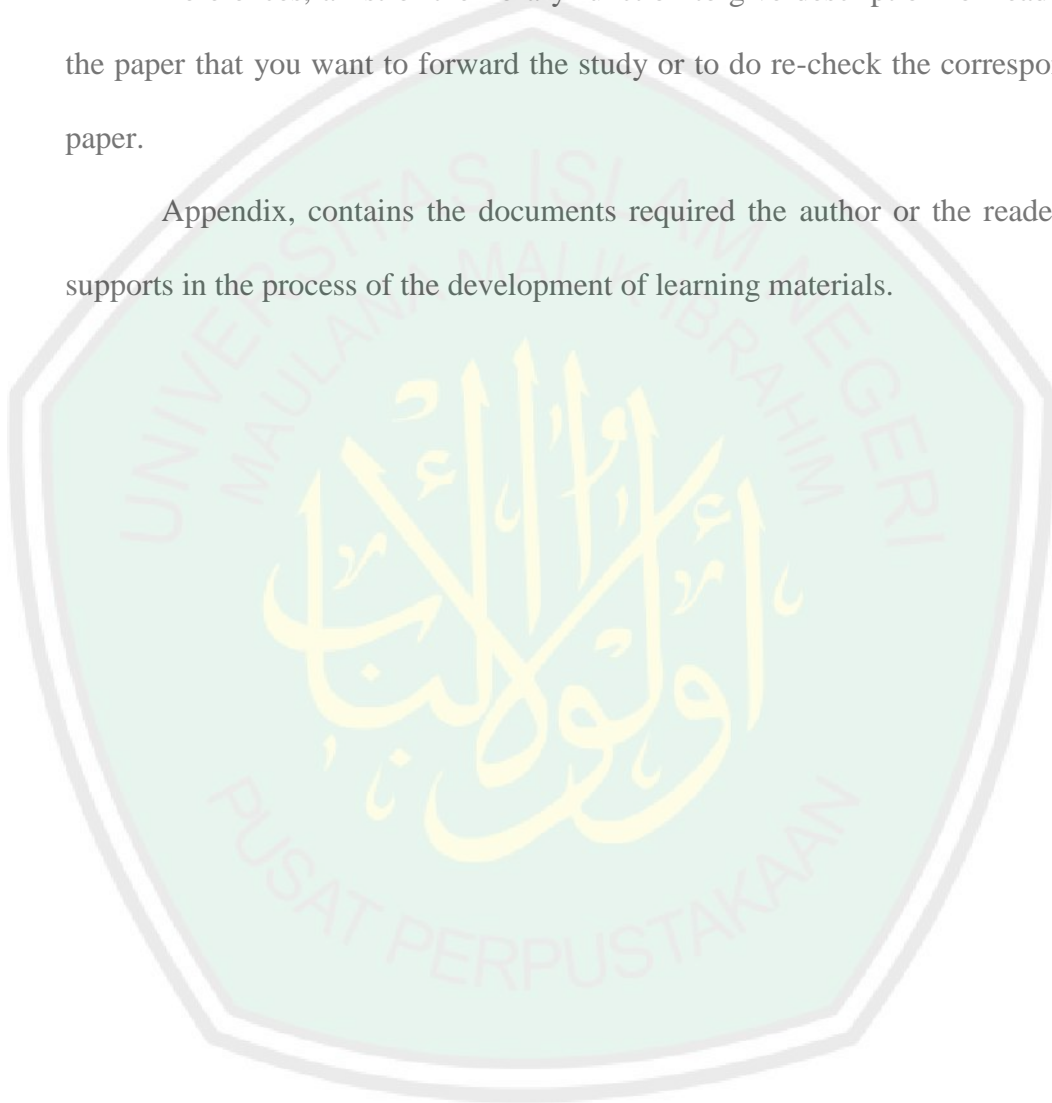 the paper that you want to forward the study or to do re-check the
paper.
Appendix, contains the documents required the author or the
supports in the process of the development of learning materials.
UNIVERSITAS ISLAM NEGERI
MAULANA MALIK IBRAHIM
أولوا الألباب
PUSAT PERPUSTAKAAN